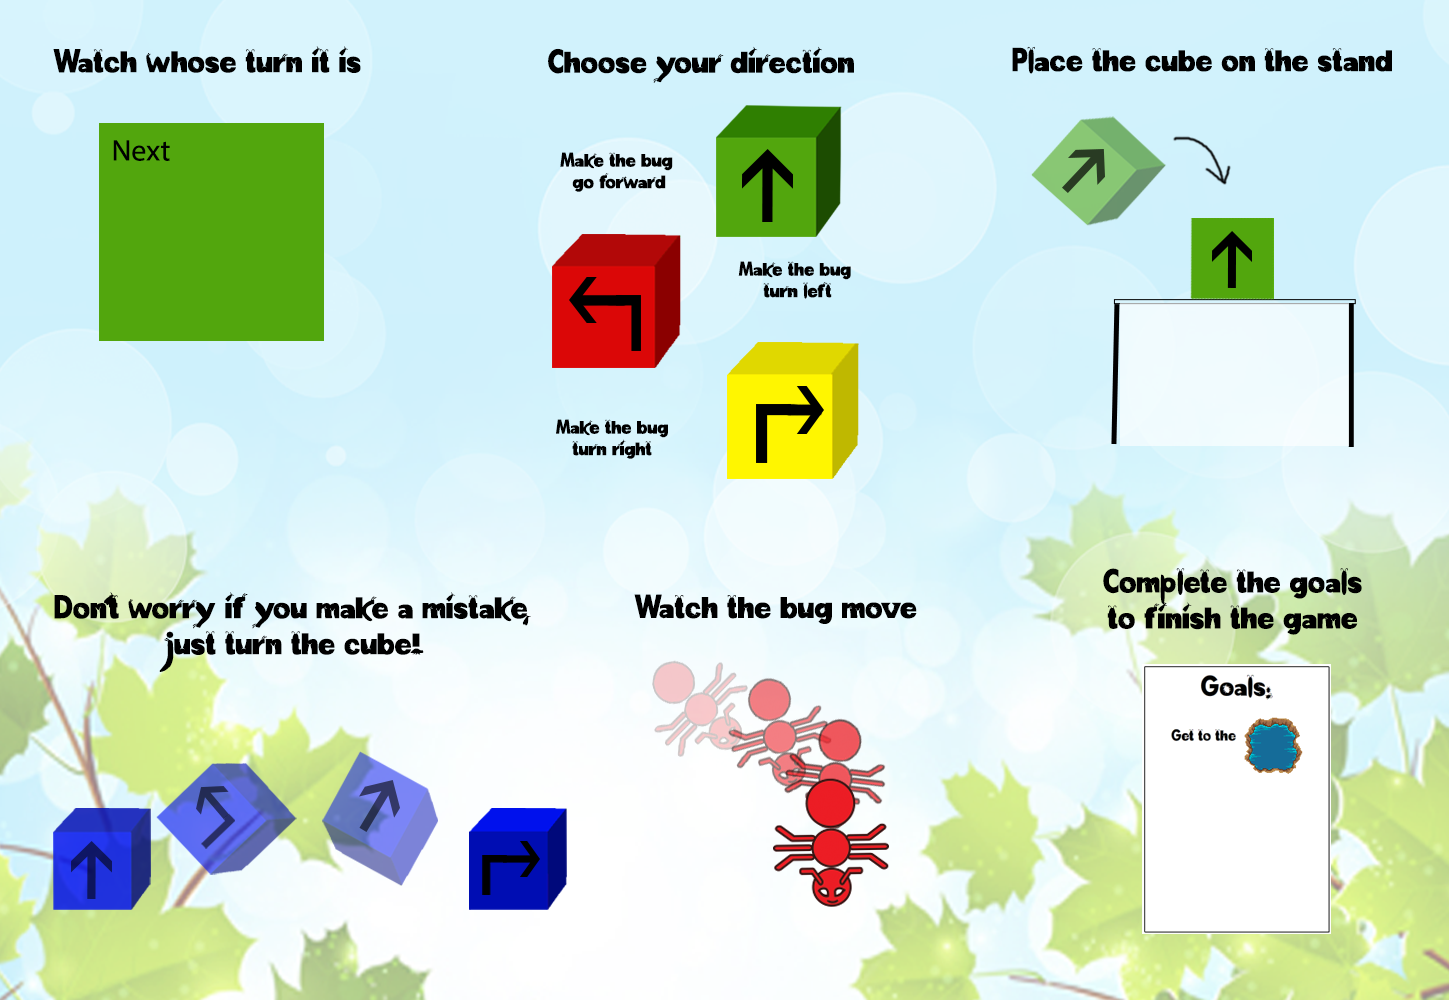 Watch whose turn it is
Next
Choose your direction
Make the bug
go forward
Make the bug
turn left
Make the bug
turn right
Place the cube on the stand
Don't worry if you make a mistake,
just turn the cube!
Watch the bug move
Complete the goals
to finish the game
Goals:
Get to the